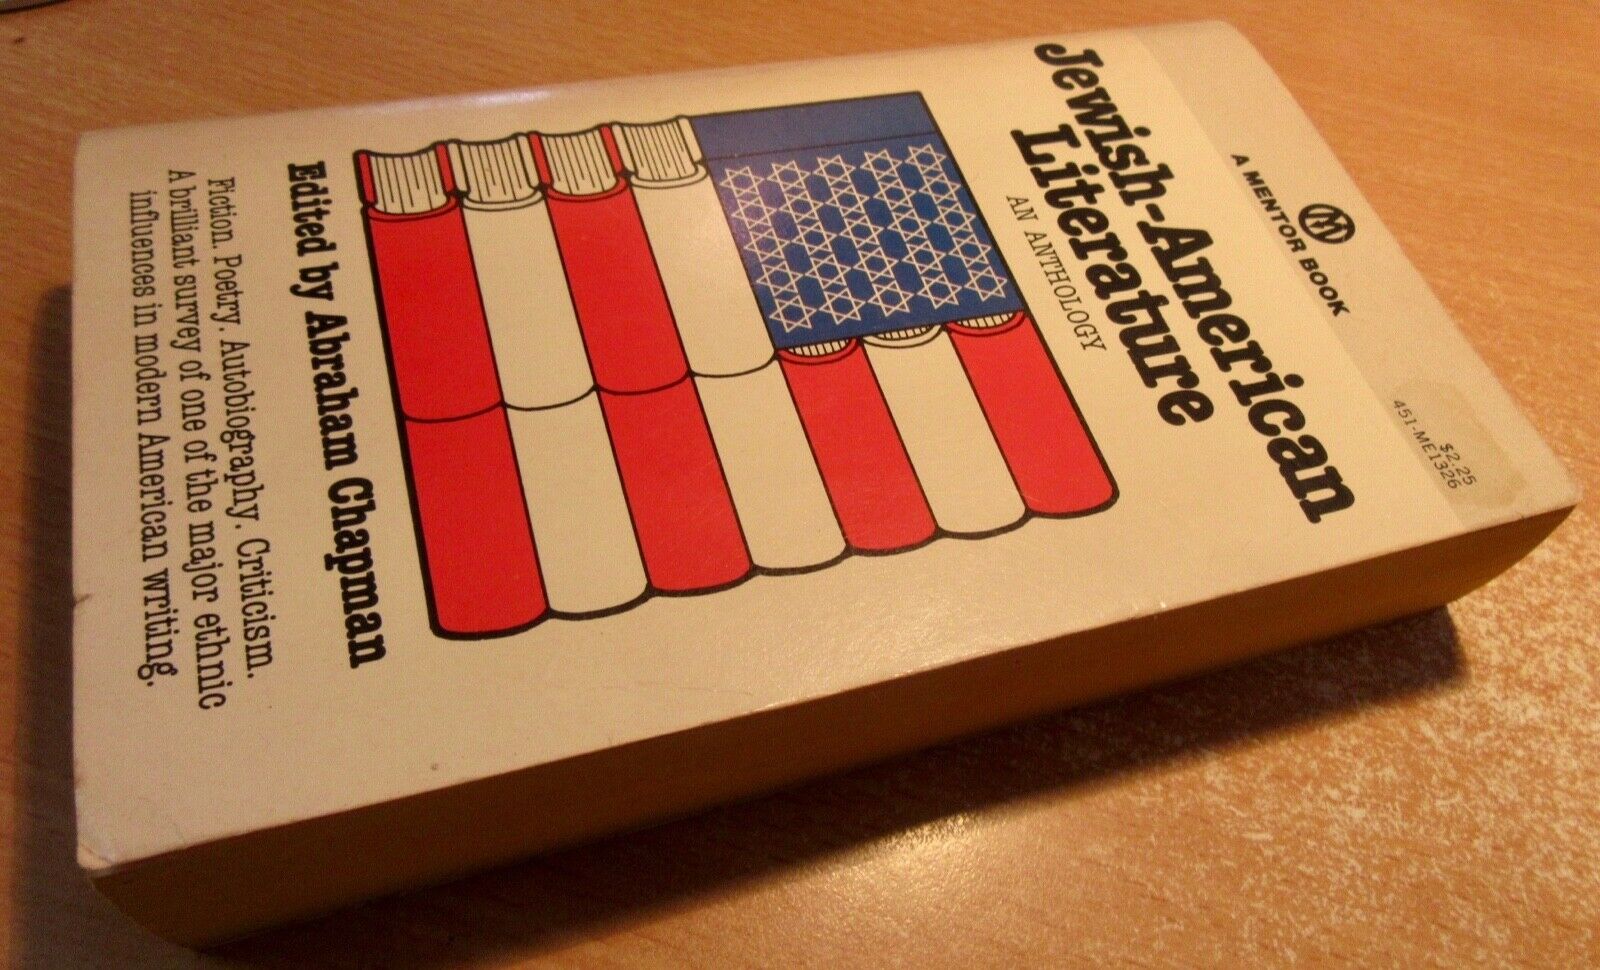 A MENTOR BOOK
$2.25
451-ME1326
Jewish-American
Literature
AN ANTHOLOGY
Edited by Abraham Chapman
Fiction. Poetry. Autobiography. Criticism.
A brilliant survey of one of the major ethnic
influences in modern American writing.